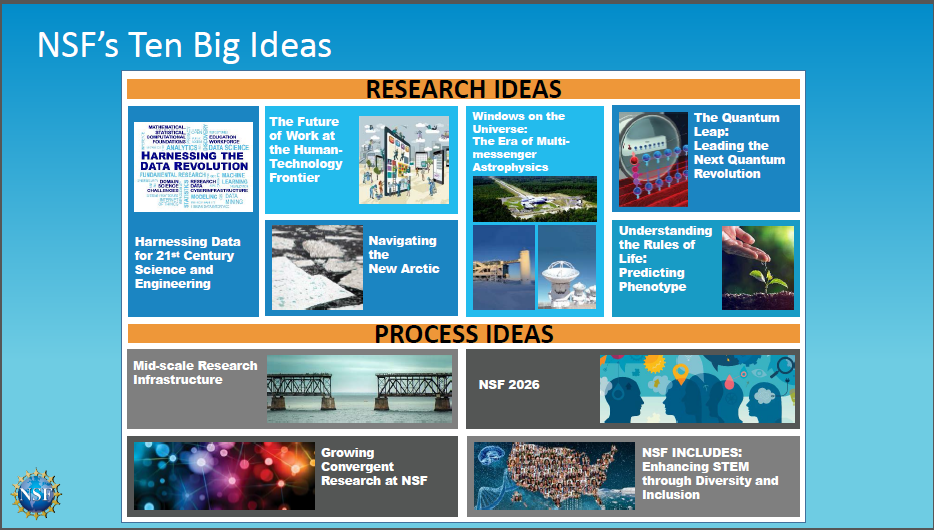 NSF's Ten Big Ideas
RESEARCH IDEAS
MATHEMATICAL,
STATISTICAL,
COMPUTATIONAL
FOUNDATIONS
OPEN
EDUCATION
WORKFORCE
ANALYTICS
DATA SCIENCE
HARNESSING THE
DATA REVOLUTION
FUNDAMENTAL RESEARCH
MACHINE
LEARNING
DOMAIN
SCIENCE
CHALLENGES
RESEARCH
DATA
CYBERINFRASTRUCTURE
MODELING
DATA
MINING
Harnessing Data
for 21st Century
Science and
Engineering
The Future
of Work at
the Human-
Technology
Frontier
Navigating
the
New Arctic
Windows on the
Universe:
The Era of Multi-
messenger
Astrophysics
The Quantum
Leap:
Leading the
Next Quantum
Revolution
Understanding
the Rules of
Life:
Predicting
Phenotype
PROCESS IDEAS
Mid-scale Research
Infrastructure
NSF 2026
Growing
Convergent
Research at NSF
NSF INCLUDES:
Enhancing STEM
through Diversity and
Inclusion
NSF